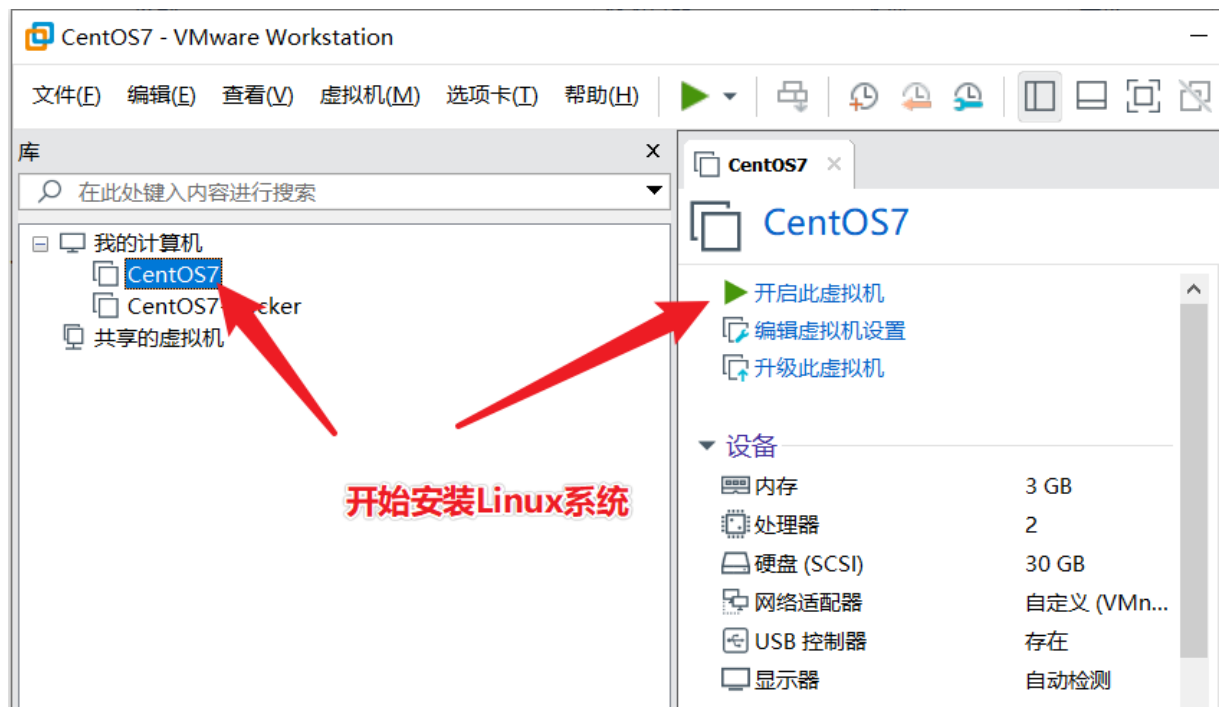 CentOS7 - VMware Workstation
文件(F) 编辑(E) 查看(V) 虚拟机(M) 选项卡(T) 帮助(H)
库
在此处键入内容进行搜索
我的计算机
CentOS7
CentOS7 cker
共享的虚拟机
开始安装Linux系统
CentOS7
CentOS7
开启此虚拟机
编辑虚拟机设置
升级此虚拟机
设备
内存 3 GB
处理器 2
硬盘 (SCSI) 30 GB
网络适配器 自定义 (VMn...
USB 控制器 存在
显示器 自动检测